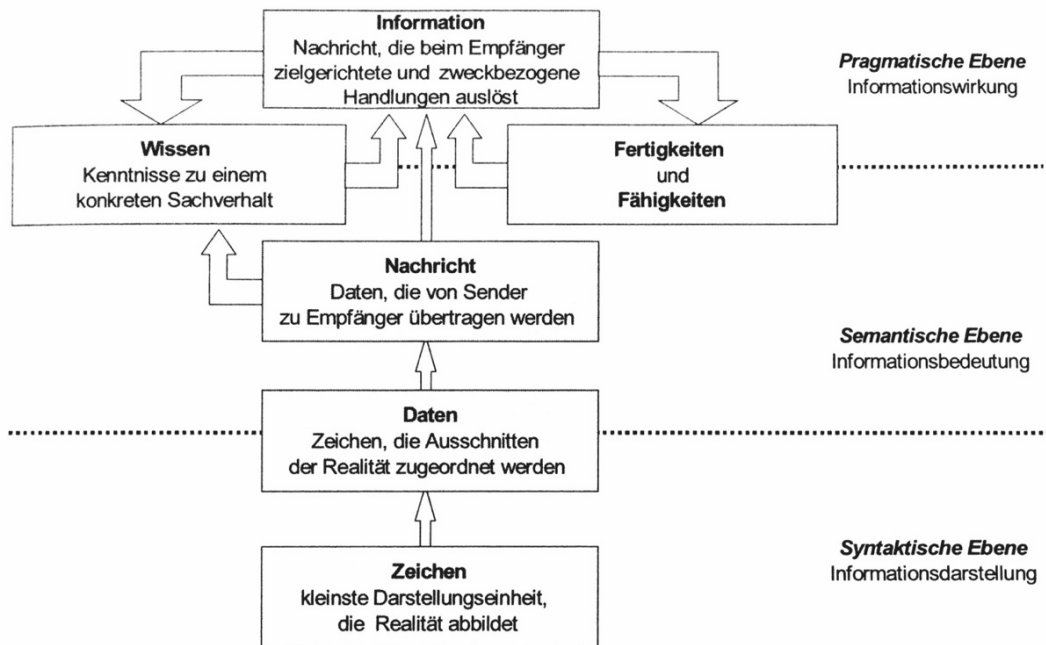 Information
Nachricht, die beim Empfänger
zielgerichtete und zweckbezogene
Handlungen auslöst
Pragmatische Ebene
Informationswirkung
Wissen
Kenntnisse zu einem
konkreten Sachverhalt
Fertigkeiten
und
Fähigkeiten
Nachricht
Daten, die von Sender
zu Empfänger übertragen werden
Semantische Ebene
Informationsbedeutung
Daten
Zeichen, die Ausschnitten
der Realität zugeordnet werden
Zeichen
kleinste Darstellungseinheit,
die Realität abbildet
Syntaktische Ebene
Informationsdarstellung